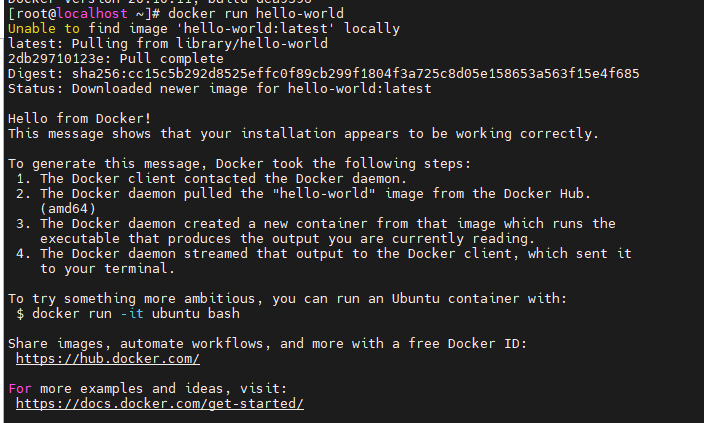 [root@localhost ~]# docker run hello-world
Unable to find image 'hello-world:latest' locally
latest: Pulling from library/hello-world
2db29710123e: Pull complete
Digest: sha256:cc15c5b292d8525effc0f89cb299f1804f3a725c8d05e158653a563f15e4f685
Status: Downloaded newer image for hello-world:latest

Hello from Docker!
This message shows that your installation appears to be working correctly.

To generate this message, Docker took the following steps:
 1. The Docker client contacted the Docker daemon.
 2. The Docker daemon pulled the "hello-world" image from the Docker Hub.
    (amd64)
 3. The Docker daemon created a new container from that image which runs the
    executable that produces the output you are currently reading.
 4. The Docker daemon streamed that output to the Docker client, which sent it
    to your terminal.

To try something more ambitious, you can run an Ubuntu container with:
 $ docker run -it ubuntu bash

Share images, automate workflows, and more with a free Docker ID:
 https://hub.docker.com/

For more examples and ideas, visit:
 https://docs.docker.com/get-started/